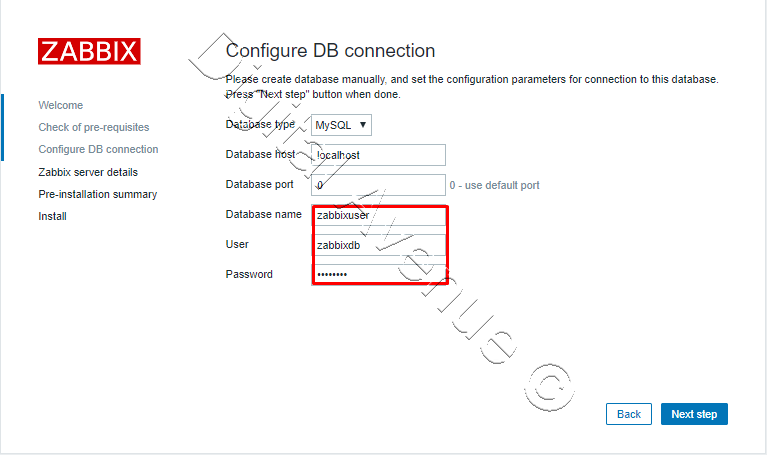 ZABBIX
Welcome
Check of pre-requisites
Configure DB connection
Zabbix server details
Pre-installation summary
Install
Configure DB connection
Please create database manually, and set the configuration parameters for connection to this database.
Press "Next step" button when done.
Database type MySQL ▼
Database host localhost
Database port 0 0 - use default port
Database name zabbixuser
User zabbixdb
Password ••••••••
Back Next step